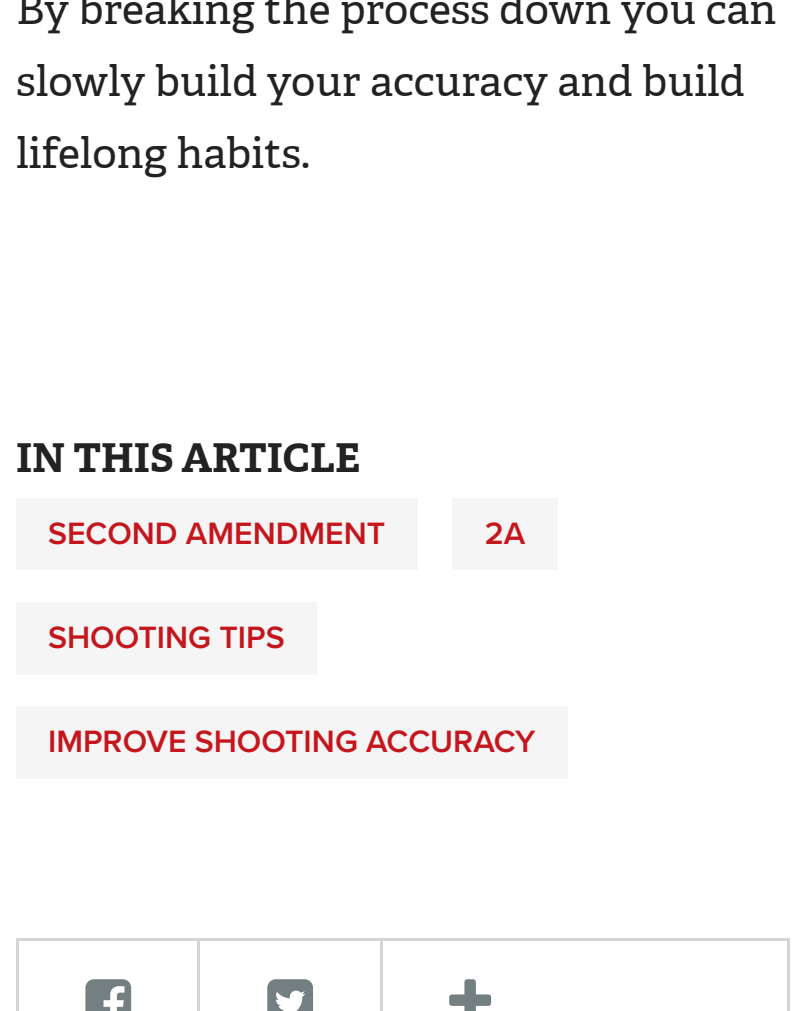 By breaking the process down you can
slowly build your accuracy and build
lifelong habits.
IN THIS ARTICLE
SECOND AMENDMENT 2A
SHOOTING TIPS
IMPROVE SHOOTING ACCURACY